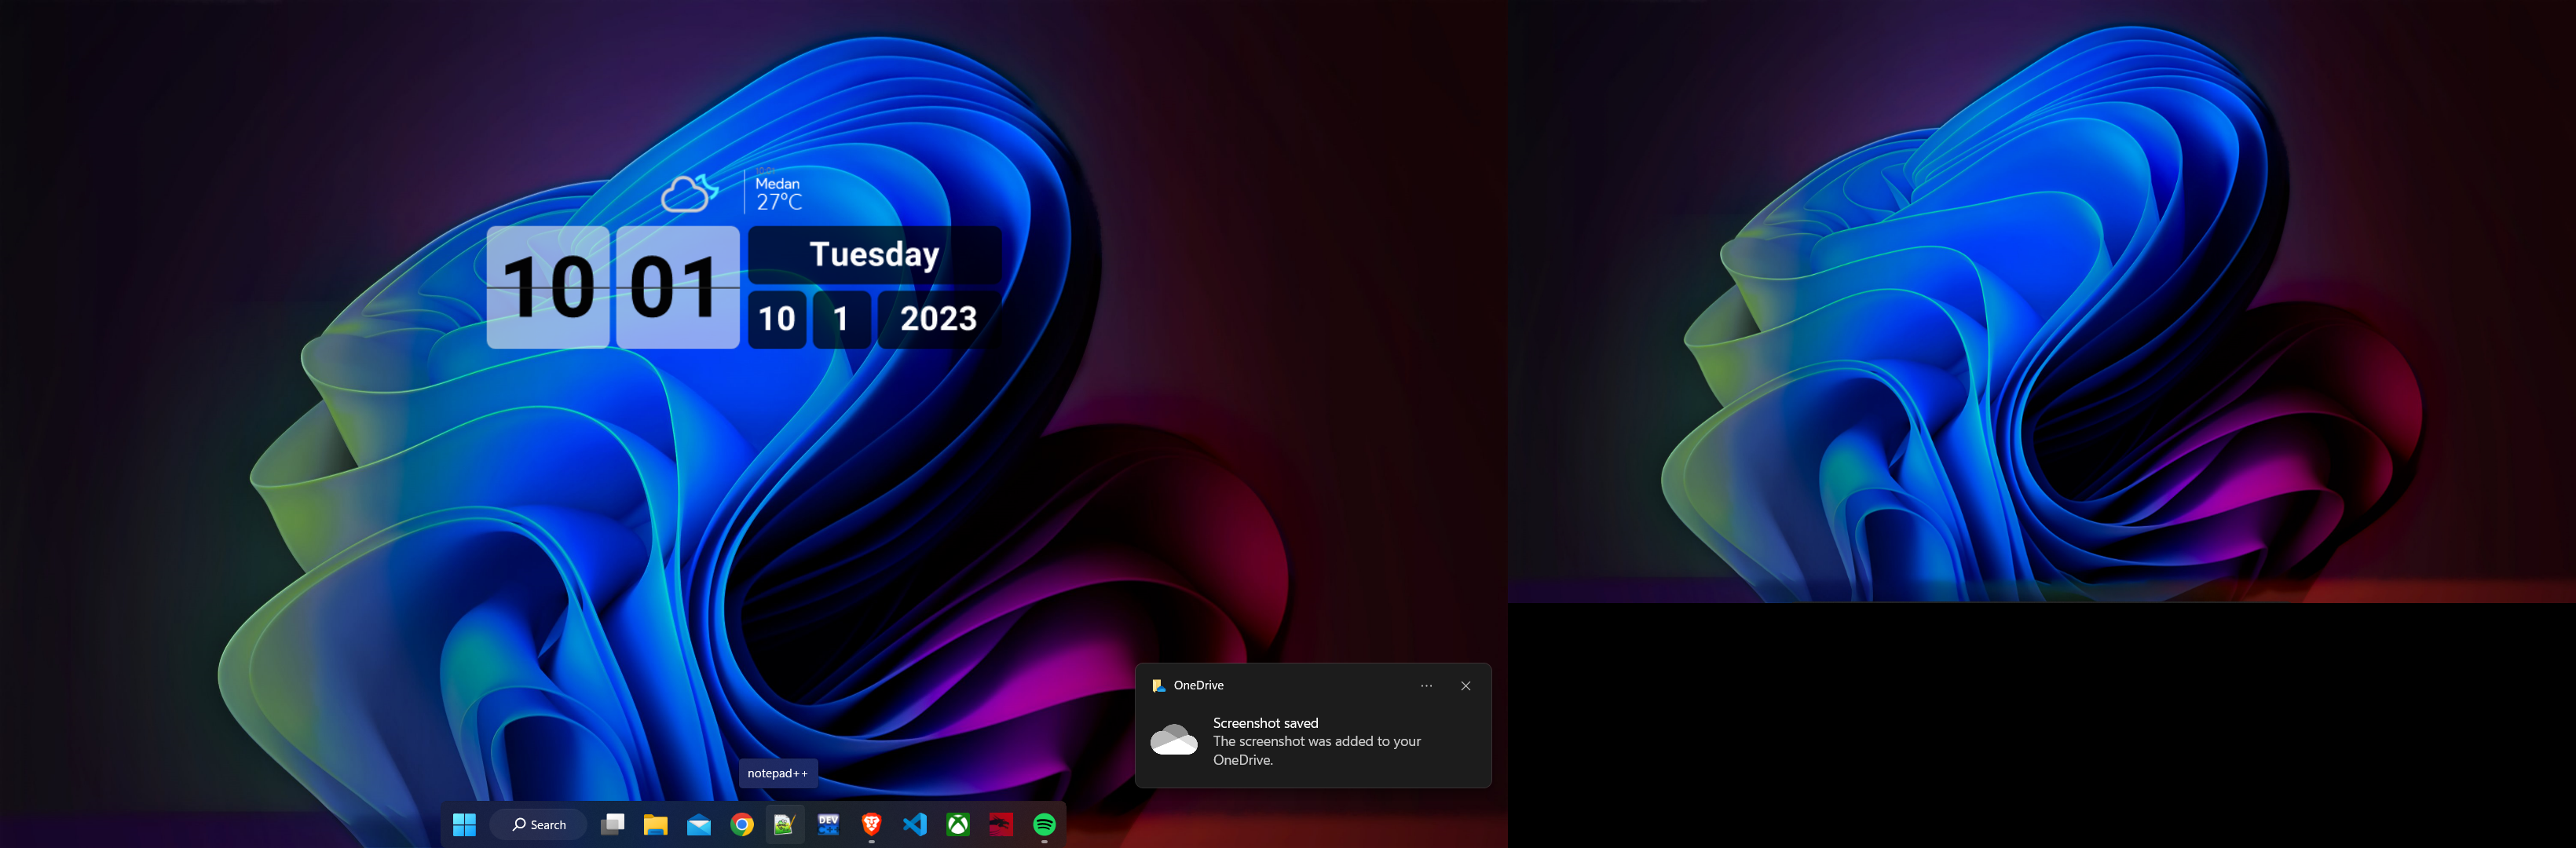 Medan
27°C
10 01
Tuesday
10 1 2023
OneDrive
Screenshot saved
The screenshot was added to your
OneDrive.
notepad++
Search
DEV